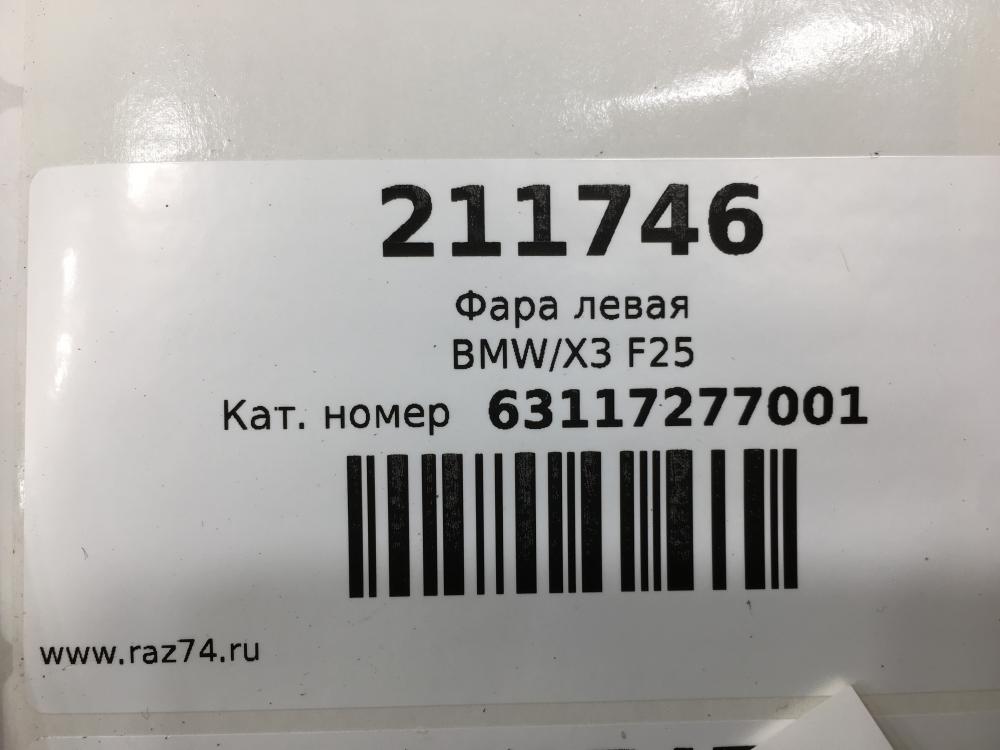 211746
Фара левая
BMW/X3 F25
Кат. номер 63117277001
www.raz74.ru